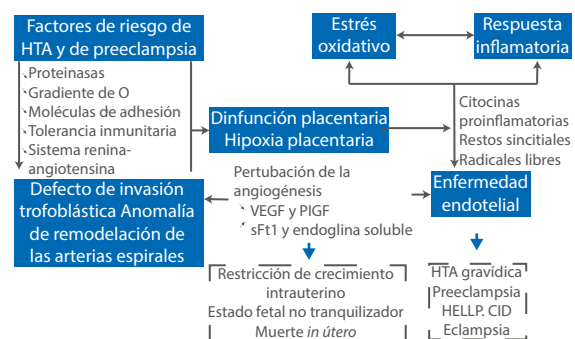 Factores de riesgo de
HTA y de preeclampsia
Proteinasas
Gradiente de O
Moléculas de adhesión
Tolerancia inmunitaria
Sistema renina-
angiotensina
Defecto de invasión
trofoblástica Anomalía
de remodelación de
las arterias espirales
Dinfunción placentaria
Hipoxia placentaria
Estrés
oxidativo
Respuesta
inflamatoria
Citocinas
proinflamatorias
Restos sincitiales
Radicales libres
Pertubación de la
angiogénesis
VEGF y PIGF
sFt1 y endoglina soluble
Enfermedad
endotelial
Restricción de crecimiento
intrauterino
Estado fetal no tranquilizador
Muerte in útero
HTA gravídica
Preeclampsia
HELLP. CID
Eclampsia